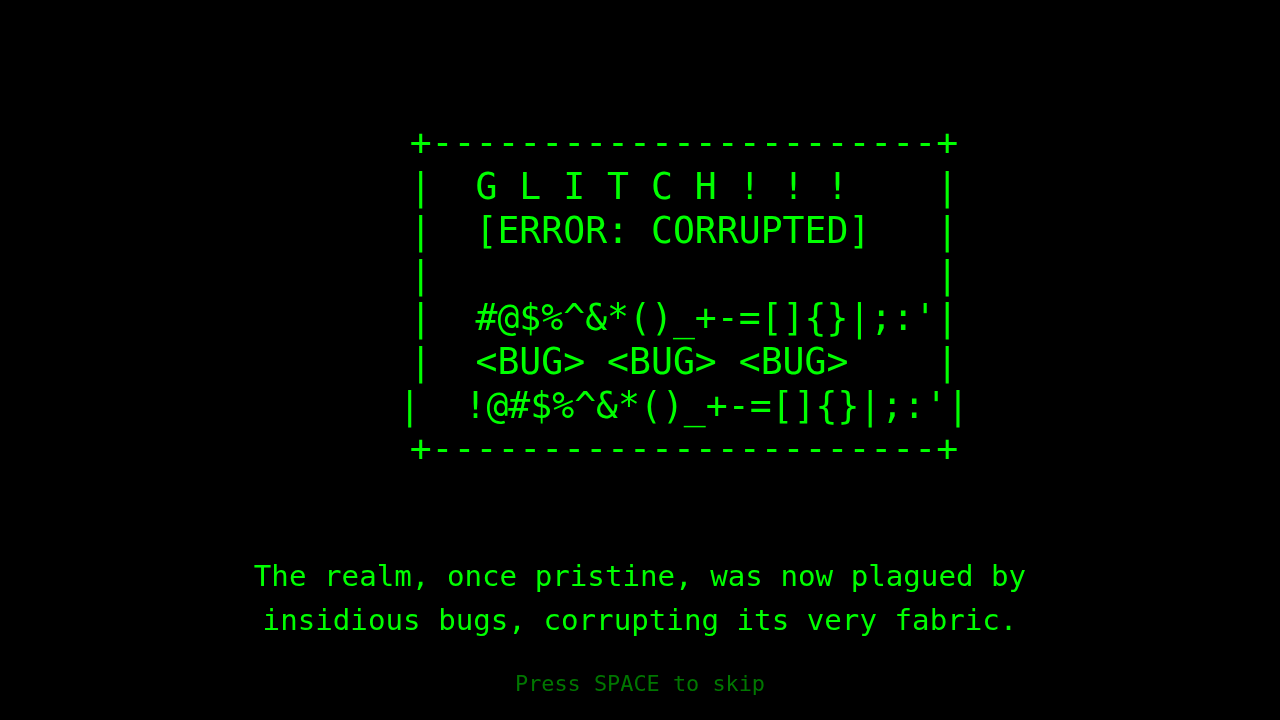 +-----------------------+
|  G L I T C H ! ! !    |
|  [ERROR: CORRUPTED]   |
|                       |
|  #@$%^&*()_+-=[]{}|;:'|
|  <BUG> <BUG> <BUG>    |
|  !@#$%^&*()_+-=[]{}|;:'|
+-----------------------+
The realm, once pristine, was now plagued by
insidious bugs, corrupting its very fabric.
Press SPACE to skip